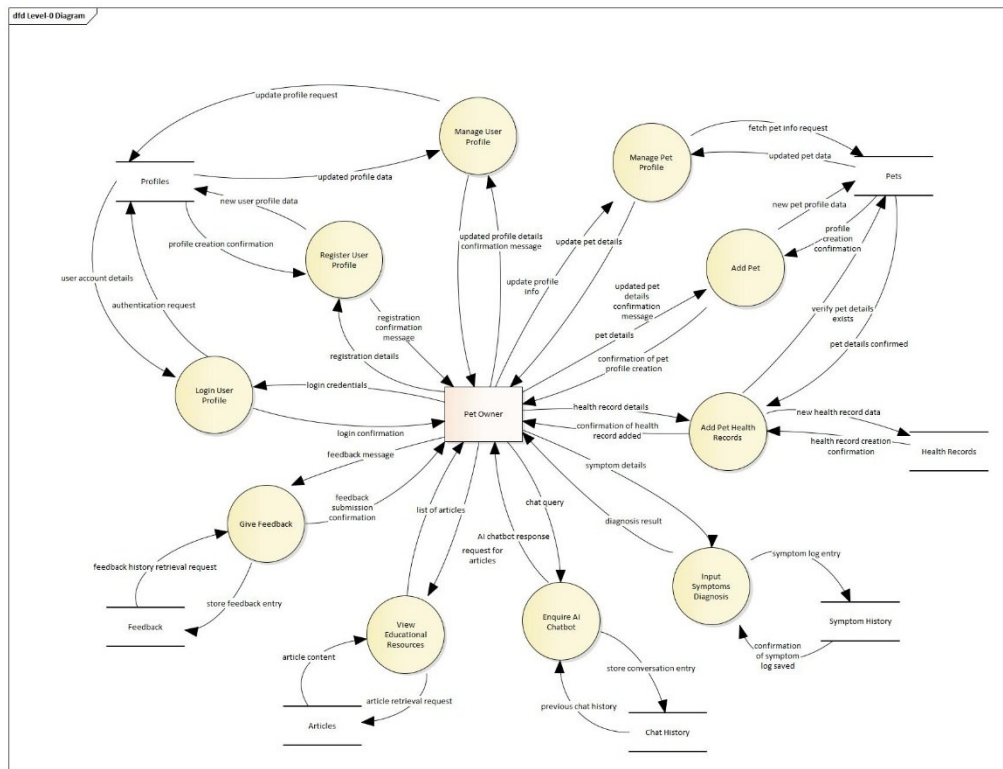 dfd Level-0 Diagram
update profile request
Manage User
Profile
fetch pet info request
Manage Pet
Profile
updated pet data
Profiles
updated profile data
Pets
new user profile data
new pet profile data
profile creation confirmation
Register User
Profile
updated profile details
confirmation message
update pet details
Add Pet
profile
creation
confirmation
user account details
authentication request
update profile
info
updated pet
details
confirmation
message
verify pet details
exists
registration
confirmation
message
registration details
pet details
pet details confirmed
confirmation of pet
profile creation
Login User
Profile
login credentials
Pet Owner
health record details
Add Pet Health
Records
new health record data
confirmation of health
record added
health record creation
confirmation
Health Records
login confirmation
feedback message
symptom details
feedback
submission
confirmation
list of articles
chat query
diagnosis result
Give Feedback
AI chatbot response
request for
articles
feedback history retrieval request
symptom log entry
Input
Symptoms
Diagnosis
store feedback entry
Feedback
View
Educational
Resources
Enquire AI
Chatbot
Symptom History
article content
confirmation
of symptom
log saved
store conversation entry
article retrieval request
previous chat history
Articles
Chat History